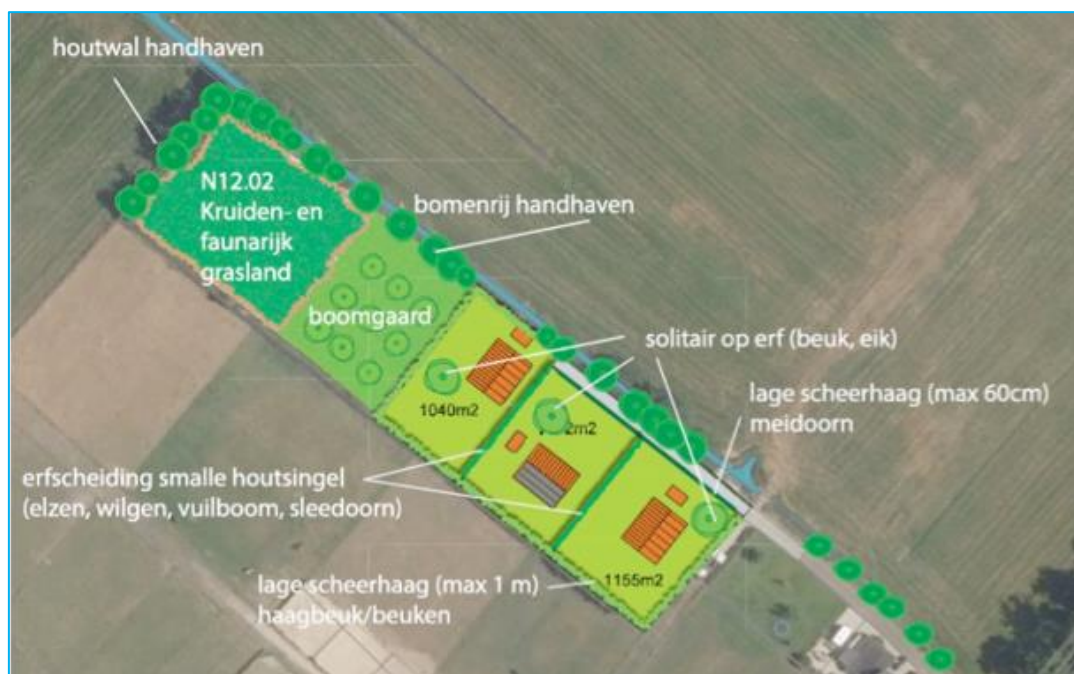 houtwal handhaven
N12.02
Kruiden- en
faunarijk
grasland
bomenrij handhaven
boomgaard
solitair op erf (beuk, eik)
lage scheerhaag (max 60cm)
meidoorn
1040m2
erfscheiding smalle houtsingel
(elzen, wilgen, vuilboom, sleedoorn)
lage scheerhaag (max 1 m)
haagbeuk/beuken
1155m2